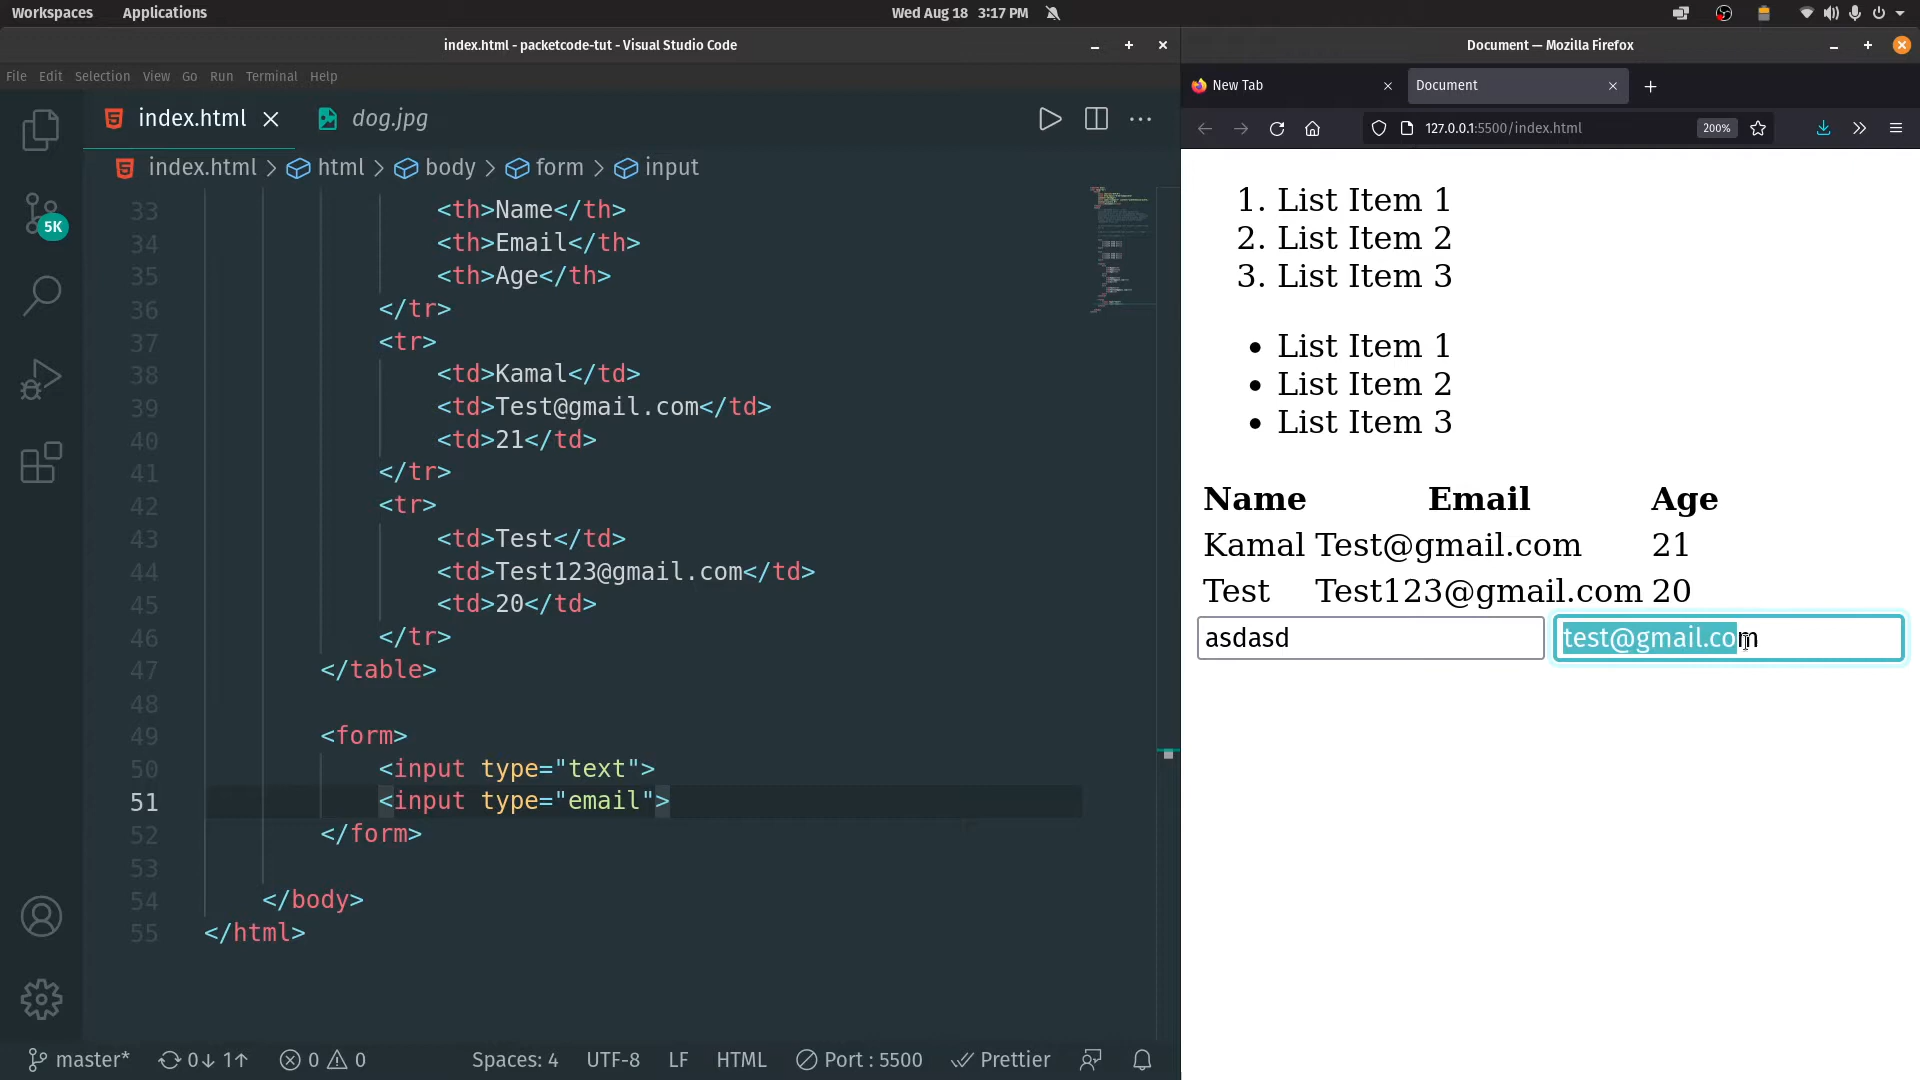 Workspaces Applications Wed Aug 18 3:17 PM
index.html - packetcode-tut - Visual Studio Code
File Edit Selection View Go Run Terminal Help
index.html dog.jpg
index.html > html > body > form > input
5K
33 <th>Name</th>
34 <th>Email</th>
35 <th>Age</th>
36 </tr>
37 <tr>
38 <td>Kamal</td>
39 <td>Test@gmail.com</td>
40 <td>21</td>
41 </tr>
42 <tr>
43 <td>Test</td>
44 <td>Test123@gmail.com</td>
45 <td>20</td>
46 </tr>
47 </table>
48
49 <form>
50 <input type="text">
51 <input type="email">
52 </form>
53
54 </body>
55 </html>
master* 0↓ 1↑ 0 0 Spaces: 4 UTF-8 LF HTML Port : 5500 Prettier
Document — Mozilla Firefox
New Tab Document
127.0.0.1:5500/index.html 200%
1. List Item 1
2. List Item 2
3. List Item 3
• List Item 1
• List Item 2
• List Item 3
Name Email Age
Kamal Test@gmail.com 21
Test Test123@gmail.com 20
asdasd test@gmail.com